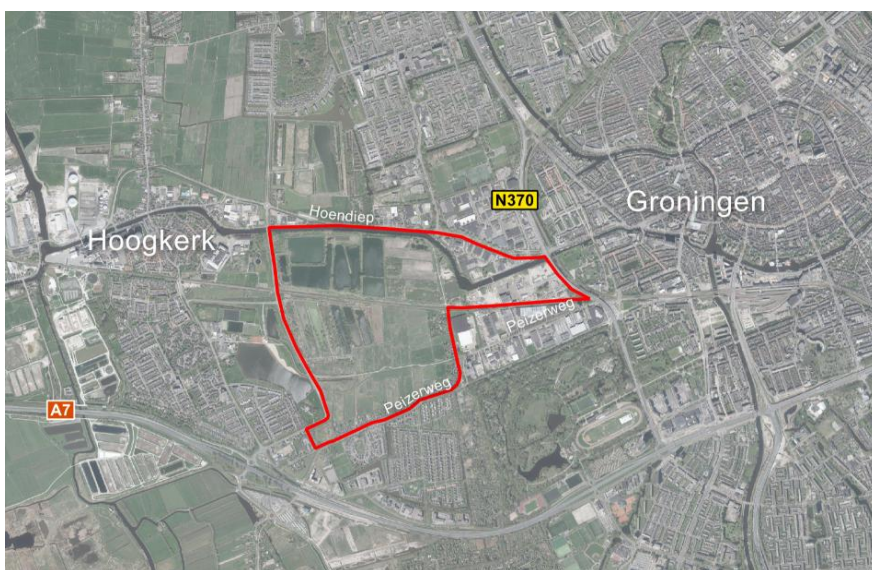 N370
Groningen
Hoendiep
Hoogkerk
Peizerweg
Peizerweg
A7